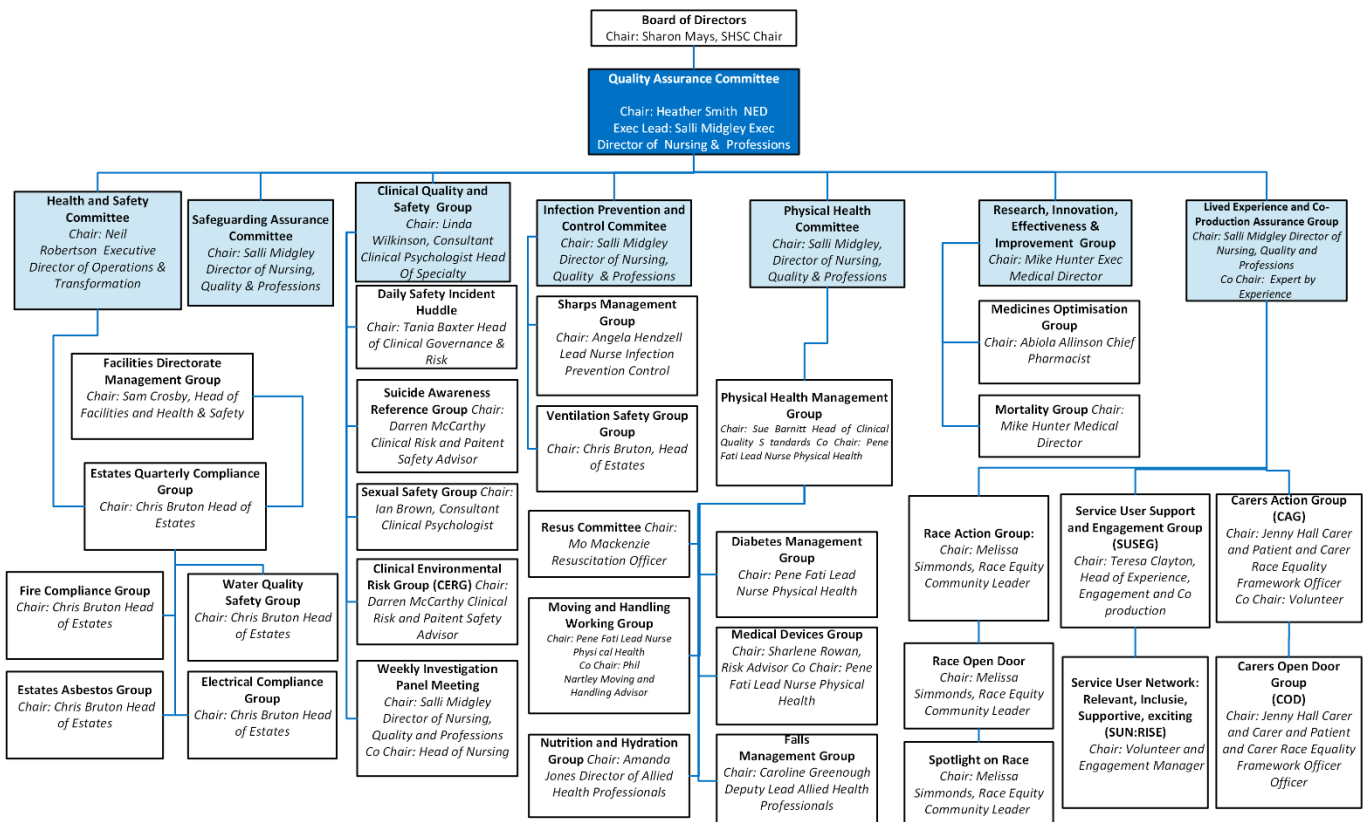 Board of Directors
Chair: Sharon Mays, SHSC Chair
Quality Assurance Committee
Chair: Heather Smith NED
Exec Lead: Salli Midgley Exec
Director of Nursing & Professions
Health and Safety
Committee
Chair: Neil
Robertson Executive
Director of Operations &
Transformation
Safeguarding Assurance
Committee
Chair: Salli Midgley
Director of Nursing,
Quality & Professions
Clinical Quality and
Safety Group
Chair: Linda
Wilkinson, Consultant
Clinical Psychologist Head
Of Specialty
Infection Prevention and
Control Commitee
Chair: Salli Midgley
Director of Nursing,
Quality & Professions
Physical Health
Committee
Chair: Salli Midgley,
Director of Nursing,
Quality & Professions
Research, Innovation,
Effectiveness &
Improvement Group
Chair: Mike Hunter Exec
Medical Director
Lived Experience and Co-
Production Assurance Group
Chair: Salli Midgley Director of
Nursing, Quality and
Professions
Co Chair: Expert by
Experience
Facilities Directorate
Management Group
Chair: Sam Crosby, Head of
Facilities and Health & Safety
Estates Quarterly Compliance
Group
Chair: Chris Bruton Head of
Estates
Fire Compliance Group
Chair: Chris Bruton Head
of Estates
Water Quality
Safety Group
Chair: Chris Bruton Head
of Estates
Estates Asbestos Group
Chair: Chris Bruton Head
of Estates
Electrical Compliance
Group
Chair: Chris Bruton Head
of Estates
Daily Safety Incident
Huddle
Chair: Tania Baxter Head
of Clinical Governance &
Risk
Suicide Awareness
Reference Group Chair:
Darren McCarthy
Clinical Risk and Paitent
Safety Advisor
Sexual Safety Group Chair:
Ian Brown, Consultant
Clinical Psychologist
Clinical Environmental
Risk Group (CERG) Chair:
Darren McCarthy Clinical
Risk and Paitent Safety
Advisor
Weekly Investigation
Panel Meeting
Chair: Salli Midgley
Director of Nursing,
Quality and Professions
Co Chair: Head of Nursing
Sharps Management
Group
Chair: Angela Hendzell
Lead Nurse Infection
Prevention Control
Ventilation Safety Group
Group
Chair: Chris Bruton, Head
of Estates
Physical Health Management
Group
Chair: Sue Barnitt Head of Clinical
Quality S tandards Co Chair: Pene
Fati Lead Nurse Physical Health
Resus Committee Chair:
Mo Mackenzie
Resuscitation Officer
Moving and Handling
Working Group
Chair: Pene Fati Lead Nurse
Physi cal Health
Co Chair: Phil
Nartley Moving and
Handling Advisor
Nutrition and Hydration
Group Chair: Amanda
Jones Director of Allied
Health Professionals
Diabetes Management
Group
Chair: Pene Fati Lead
Nurse Physical Health
Medical Devices Group
Chair: Sharlene Rowan,
Risk Advisor Co Chair: Pene
Fati Lead Nurse Physical
Health
Falls
Management Group
Chair: Caroline Greenough
Deputy Lead Allied Health
Professionals
Medicines Optimisation
Group
Chair: Abiola Allinson Chief
Pharmacist
Mortality Group Chair:
Mike Hunter Medical
Director
Race Action Group:
Chair: Melissa
Simmonds, Race Equity
Community Leader
Race Open Door
Chair: Melissa
Simmonds, Race Equity
Community Leader
Spotlight on Race
Chair: Melissa
Simmonds, Race Equity
Community Leader
Service User Support
and Engagement Group
(SUSEG)
Chair: Teresa Clayton,
Head of Experience,
Engagement and Co
production
Service User Network:
Relevant, Inclusie,
Supportive, exciting
(SUN:RISE)
Chair: Volunteer and
Engagement Manager
Carers Action Group
(CAG)
Chair: Jenny Hall Carer
and Patient and Carer
Race Equality
Framework Officer
Co Chair: Volunteer
Carers Open Door
Group
(COD)
Chair: Jenny Hall Carer
and Carer and Patient
and Carer Race Equality
Framework Officer
Officer